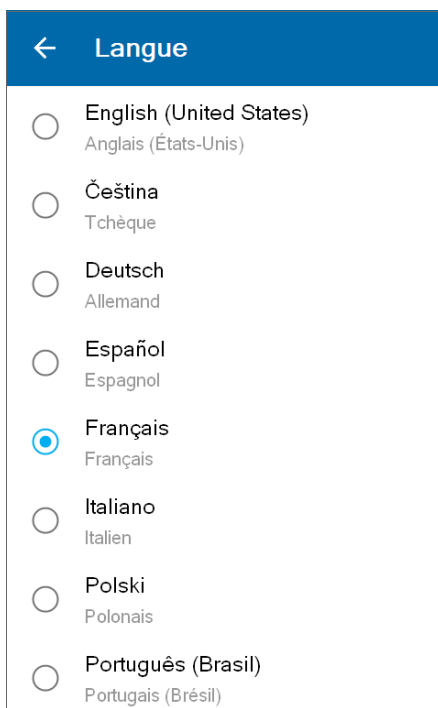 Langue
English (United States)
Anglais (États-Unis)
Čeština
Tchèque
Deutsch
Allemand
Español
Espagnol
Français
Français
Italiano
Italien
Polski
Polonais
Português (Brasil)
Portugais (Brésil)